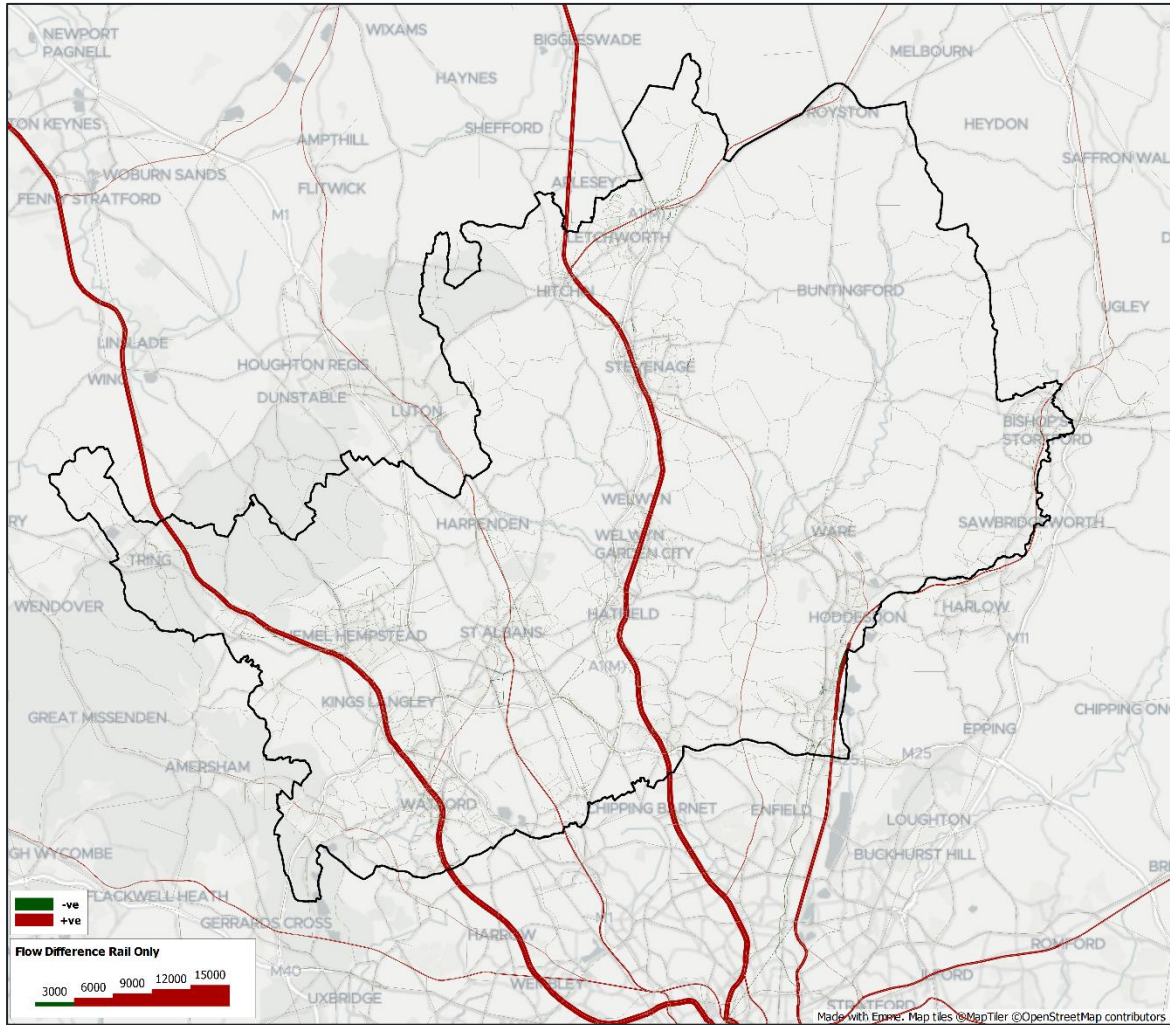 NEWPORT
PAGNELL
WIXAMS
BIGGLESWADE
MELBOURN
HAYNES
TON KEYNES
SHEFFORD
ROYSTON
HEYDON
AMPTHILL
SAFFRON WAL
WOBURN SANDS
FLITWICK
FENNY STRATFORD
M1
LETCHWORTH
BUNTINGFORD
HITCHIN
UGLEY
LINSLADE
HOUGHTON REGIS
STEVENAGE
WING
DUNSTABLE
LUTON
BISHOP'S
STORTFORD
WELWYN
HARPENDEN
WELWYN
GARDEN CITY
WARE
SAWBRIDGEWORTH
TRING
WENDOVER
HATFIELD
HODDESDON
HARLOW
HEMEL HEMPSTEAD
ST ALBANS
M11
A1(M)
KINGS LANGLEY
GREAT MISSENDEN
EPPING
CHIPPING ON
AMERSHAM
M25
M25
WATFORD
CHIPPING BARNET
ENFIELD
LOUGHTON
GH WYCOMBE
BUCKHURST HILL
FLACKWELL HEATH
-ve
+ve
GERRARDS CROSS
HARROW
M1
ROMFORD
Flow Difference Rail Only
3000 6000 9000 12000 15000
M40
WEMBLEY
ILFORD
UXBRIDGE
STRATFORD
Made with Emme. Map tiles ©MapTiler ©OpenStreetMap contributors